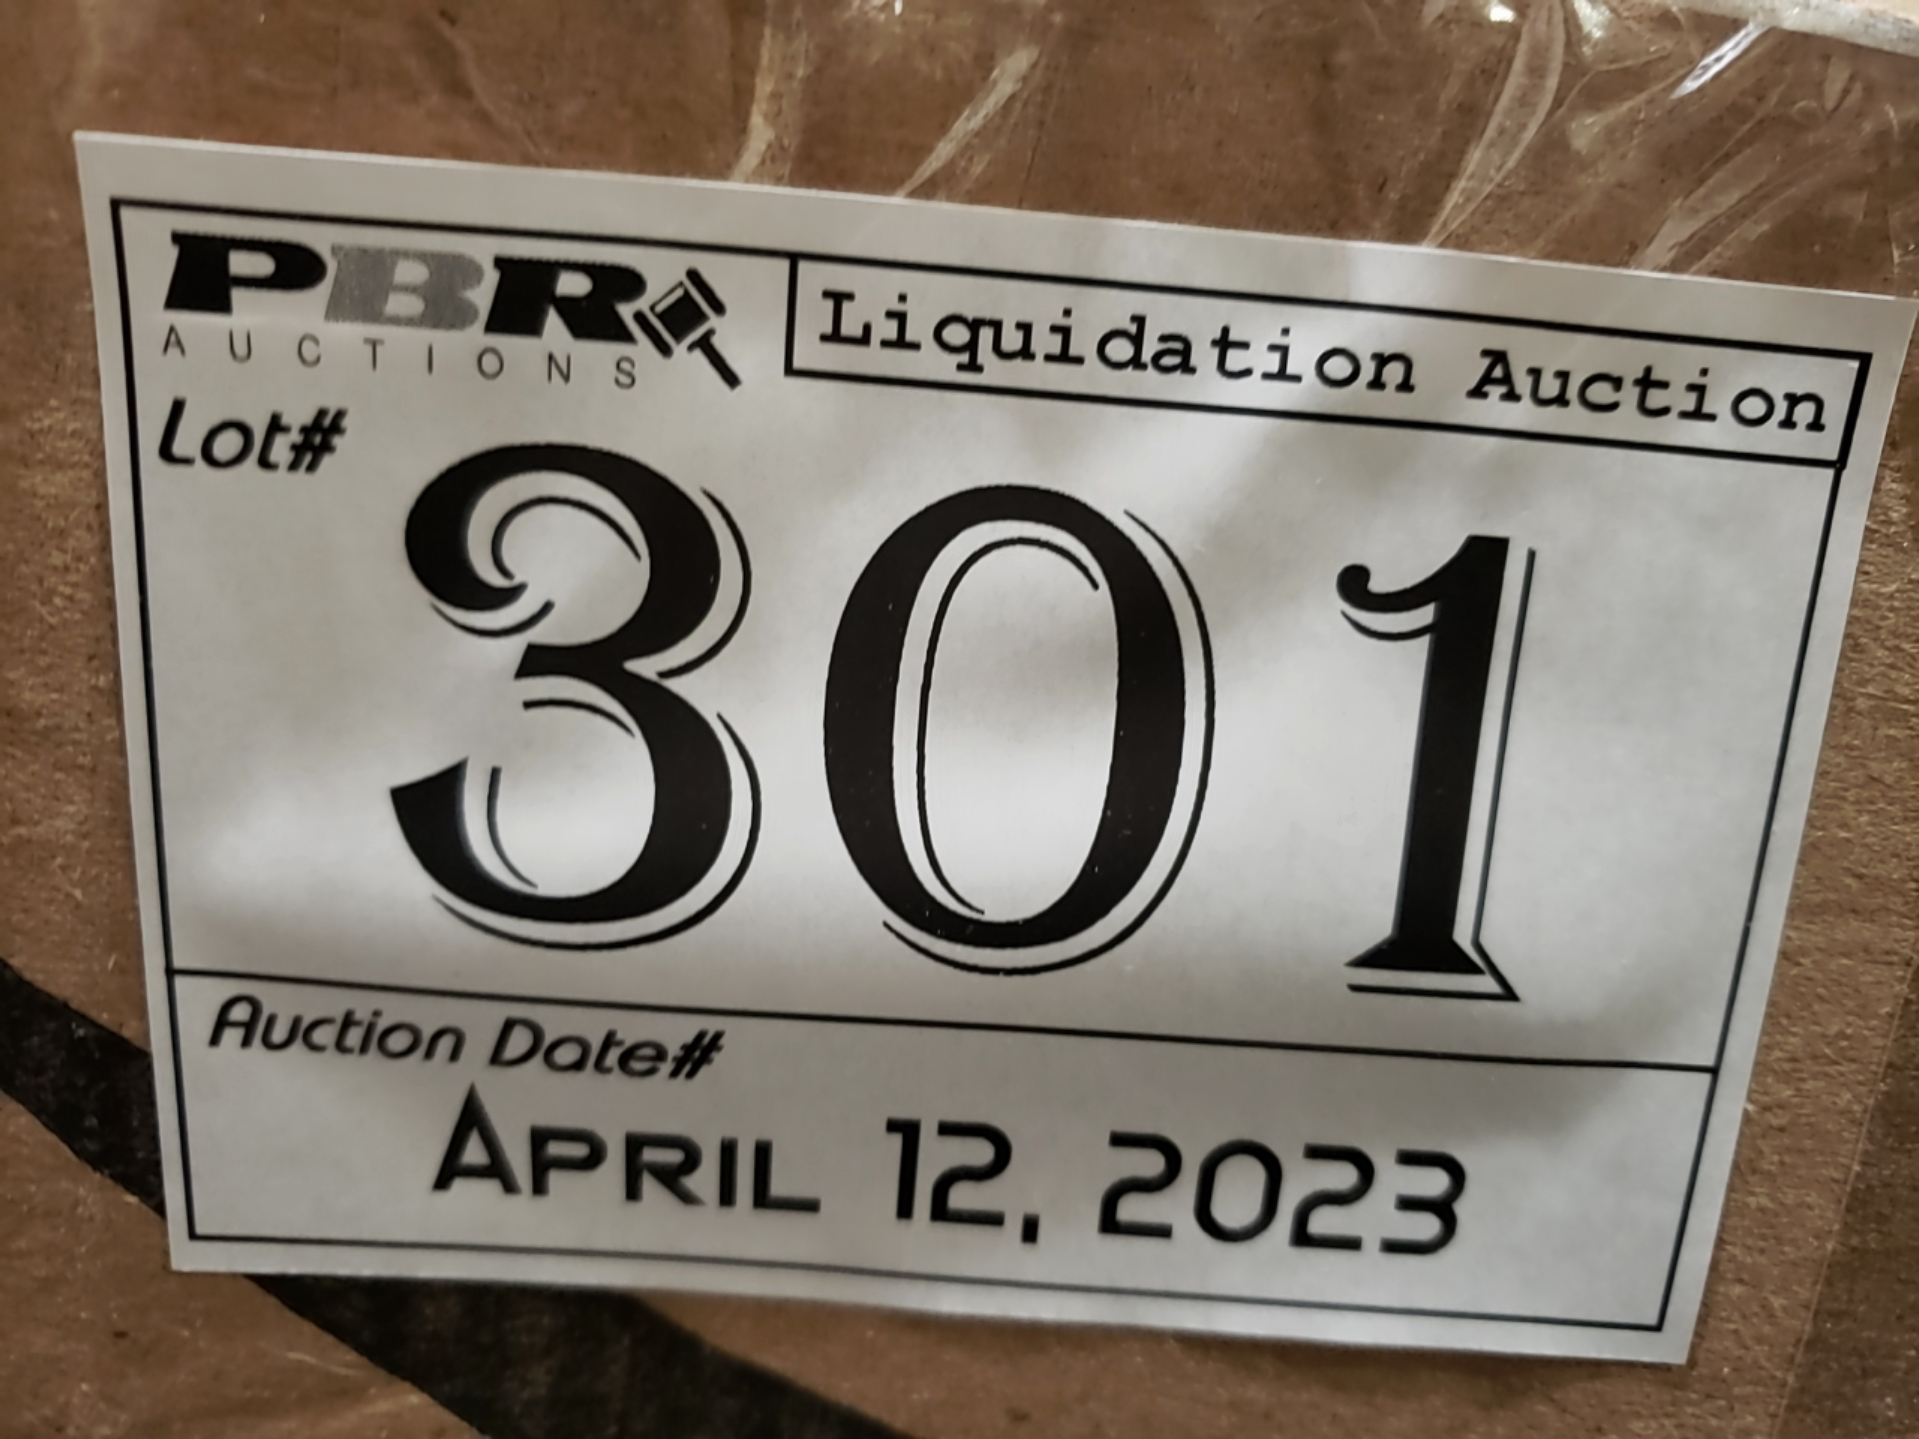 PBR
AUCTIONS
Liquidation Auction
Lot#
301
Auction Date#
APRIL 12, 2023